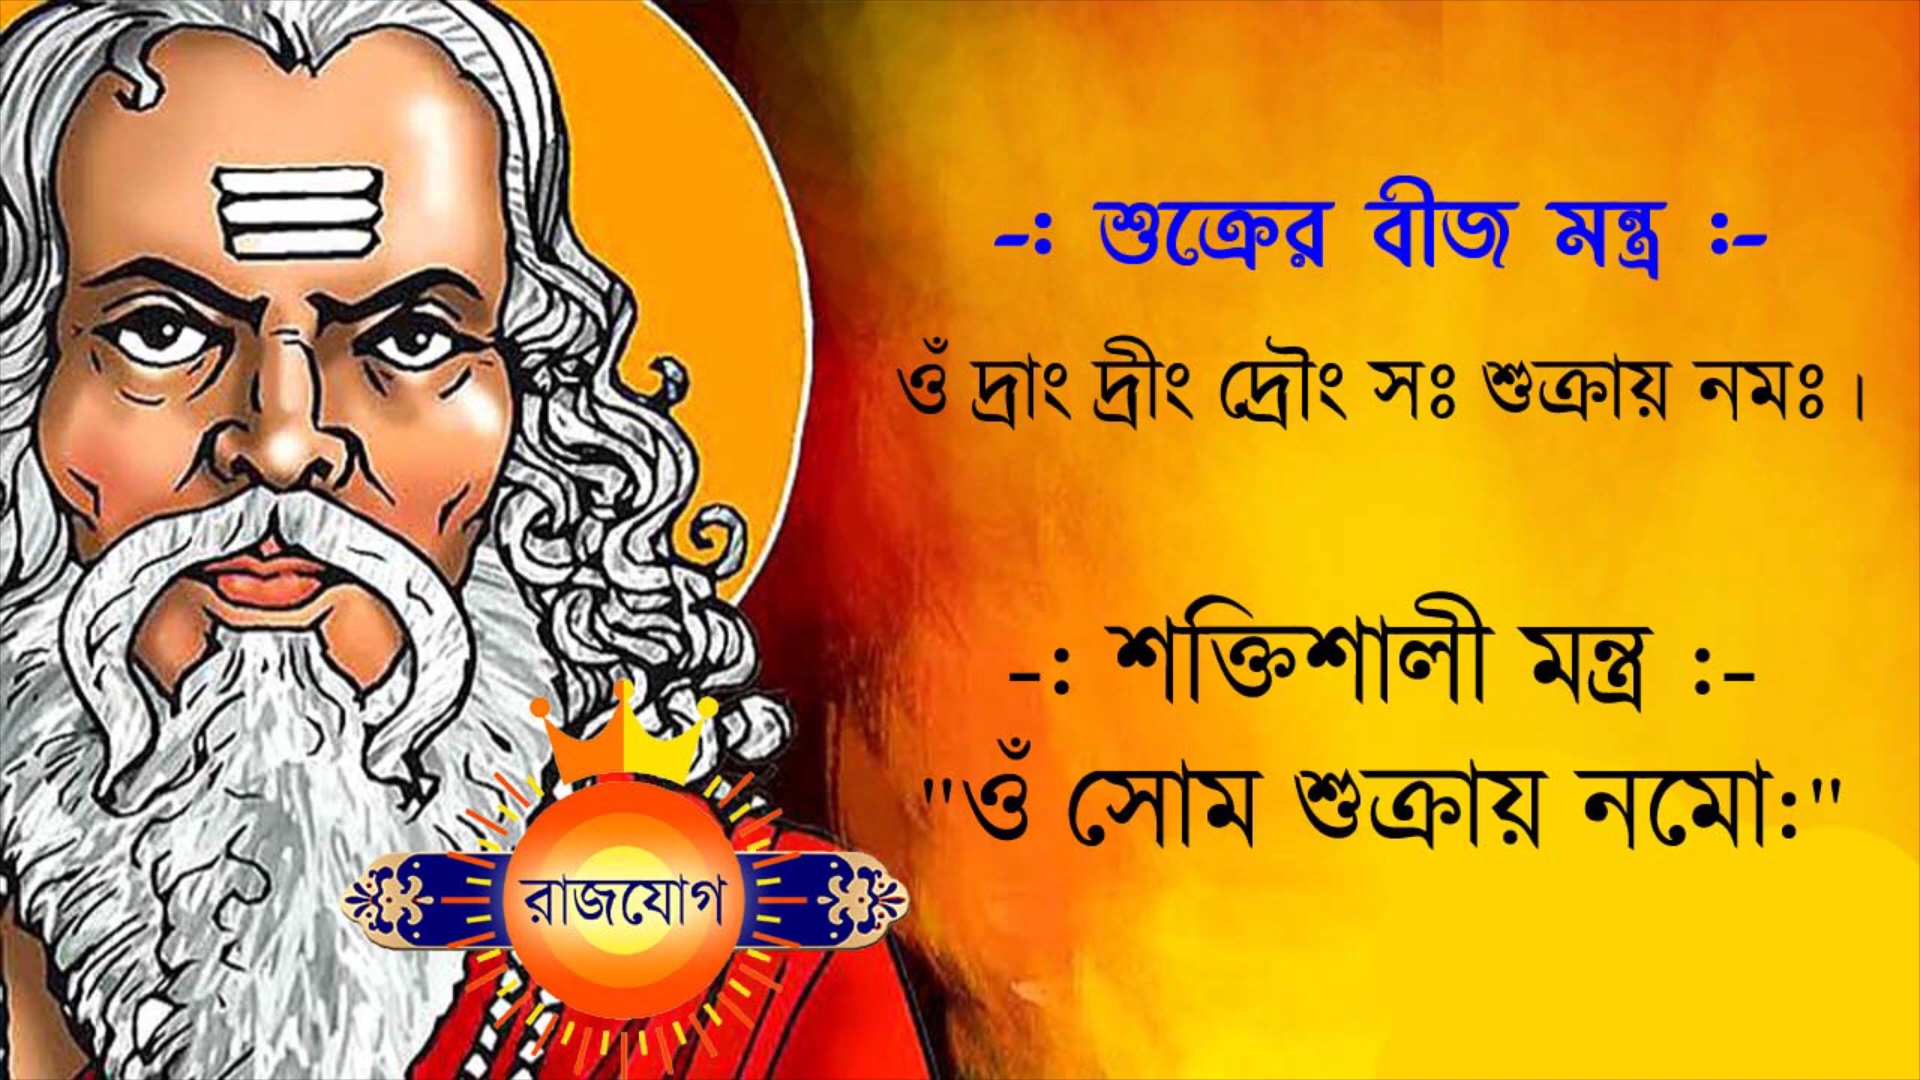 -: শুক্রের বীজ মন্ত্র :-
ওঁ দ্রাং দ্রীং দ্রৌং সঃ শুক্রায় নমঃ।
-: শক্তিশালী মন্ত্র :-
"ওঁ সোম শুক্রায় নমো:"
রাজযোগ